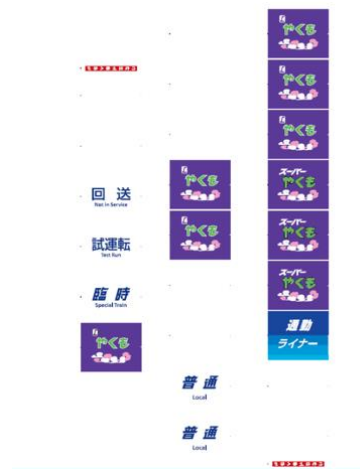 回送
Not in Service
試運転
Test Run
臨時
Special Train
やくも
やくも
やくも
普通
Local
普通
Local
やくも
やくも
やくも
スーパー
やくも
スーパー
やくも
スーパー
やくも
通勤
ライナー